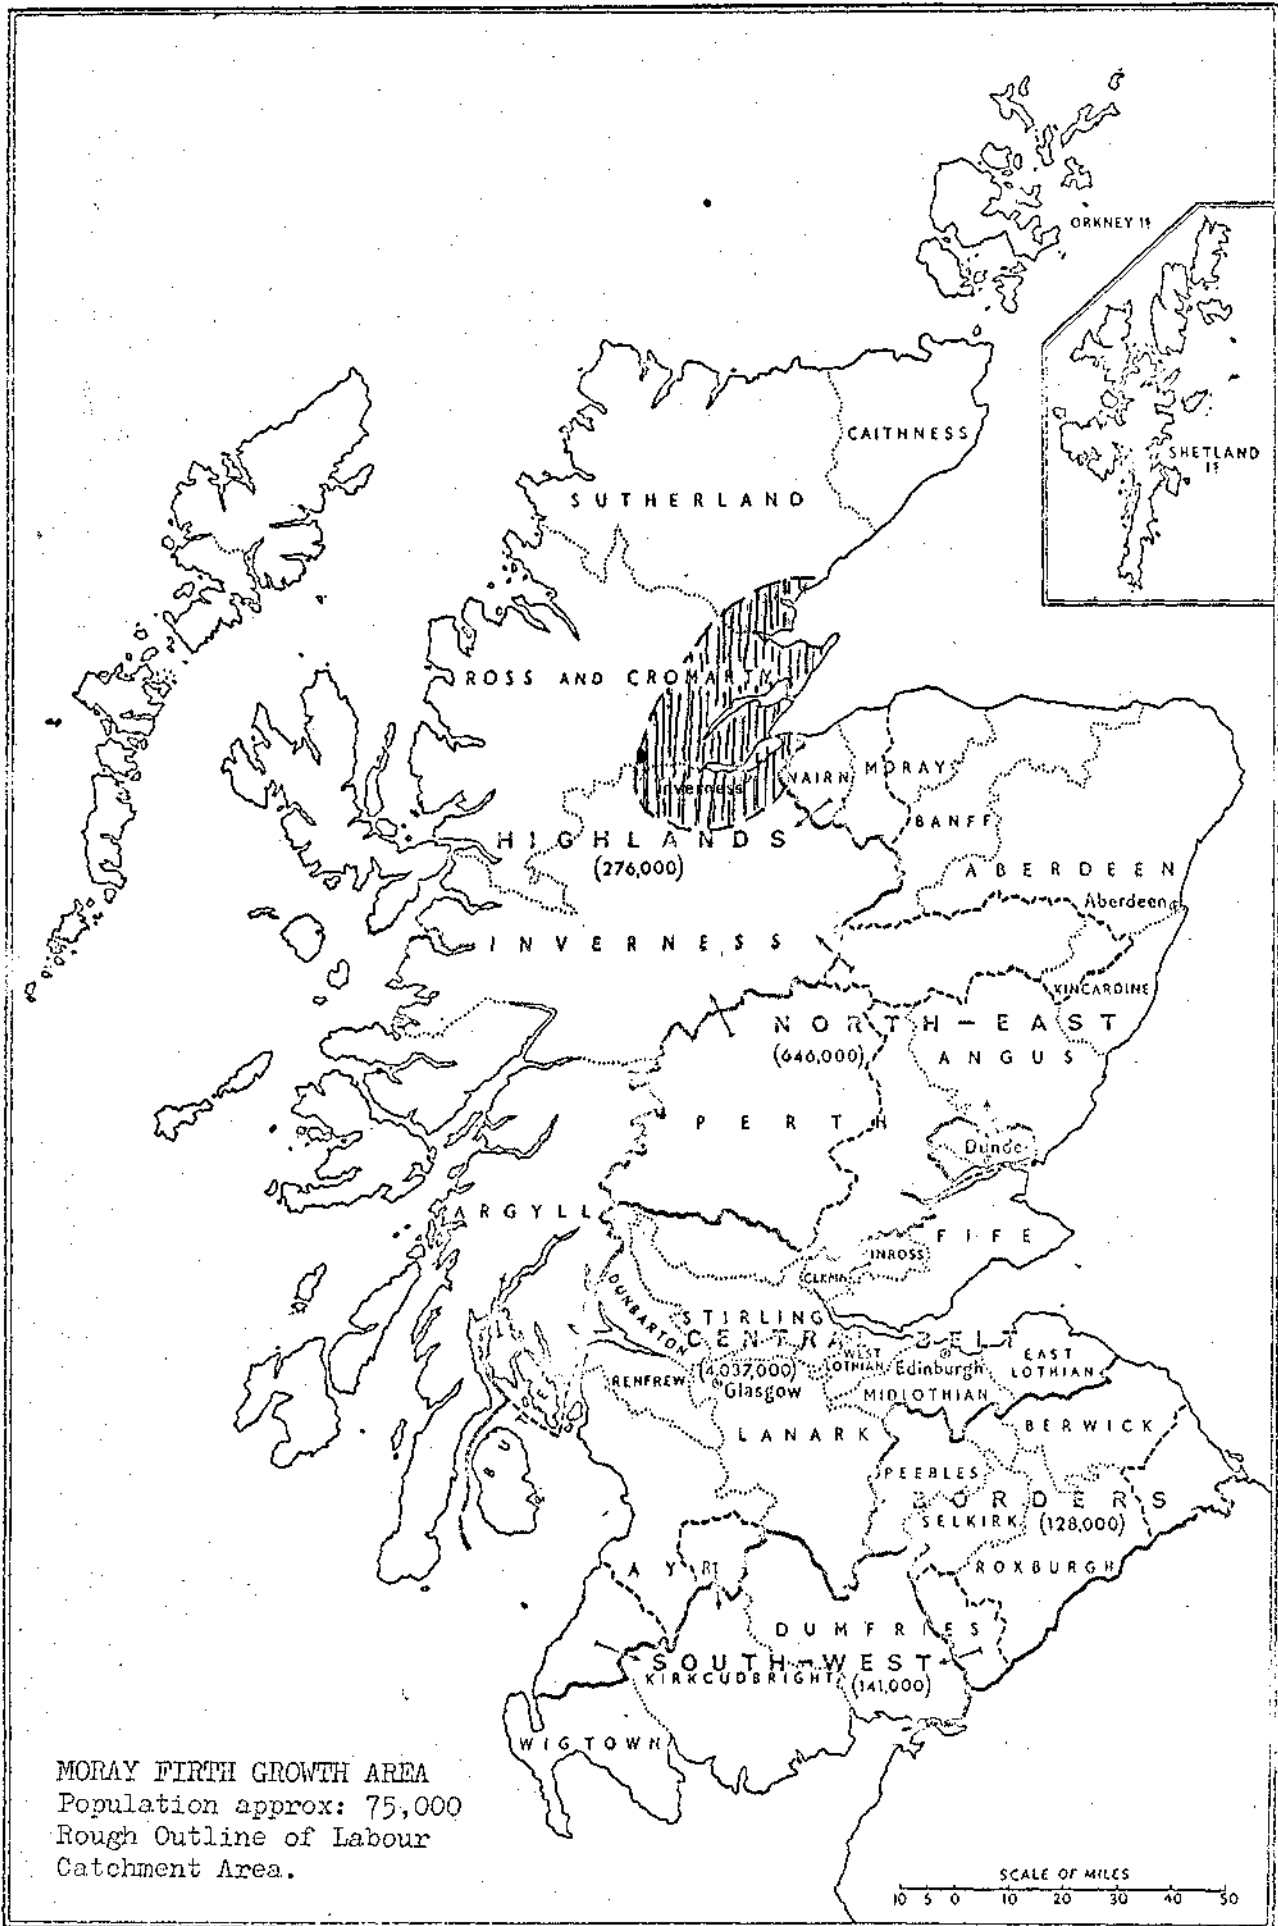 ORKNEY Is
CAITHNESS
SHETLAND
Is
SUTHERLAND
ROSS AND CROMARTY
Inverness
NAIRN
MORAY
BANFF
HIGHLANDS
(276,000)
ABERDEEN
Aberdeen
INVERNESS
KINCARDINE
NORTH-EAST
(646,000)
ANGUS
PERTH
Dunde
ARGYLL
FIFE
INROSS
CLKMN
DUNBARTON
STIRLING
CENTRAL BELT
(4,037,000)
WEST
LOTHIAN
Edinburgh
EAST
LOTHIAN
RENFREW
Glasgow
MIDLOTHIAN
LANARK
BERWICK
BUTE
PEEBLES
BORDERS
SELKIRK
(128,000)
ROXBURGH
AYR
DUMFRIES
SOUTH-WEST
KIRKCUDBRIGHT
(141,000)
WIGTOWN
MORAY FIRTH GROWTH AREA
Population approx: 75,000
Rough Outline of Labour
Catchment Area.
SCALE OF MILES
10 5 0 10 20 30 40 50